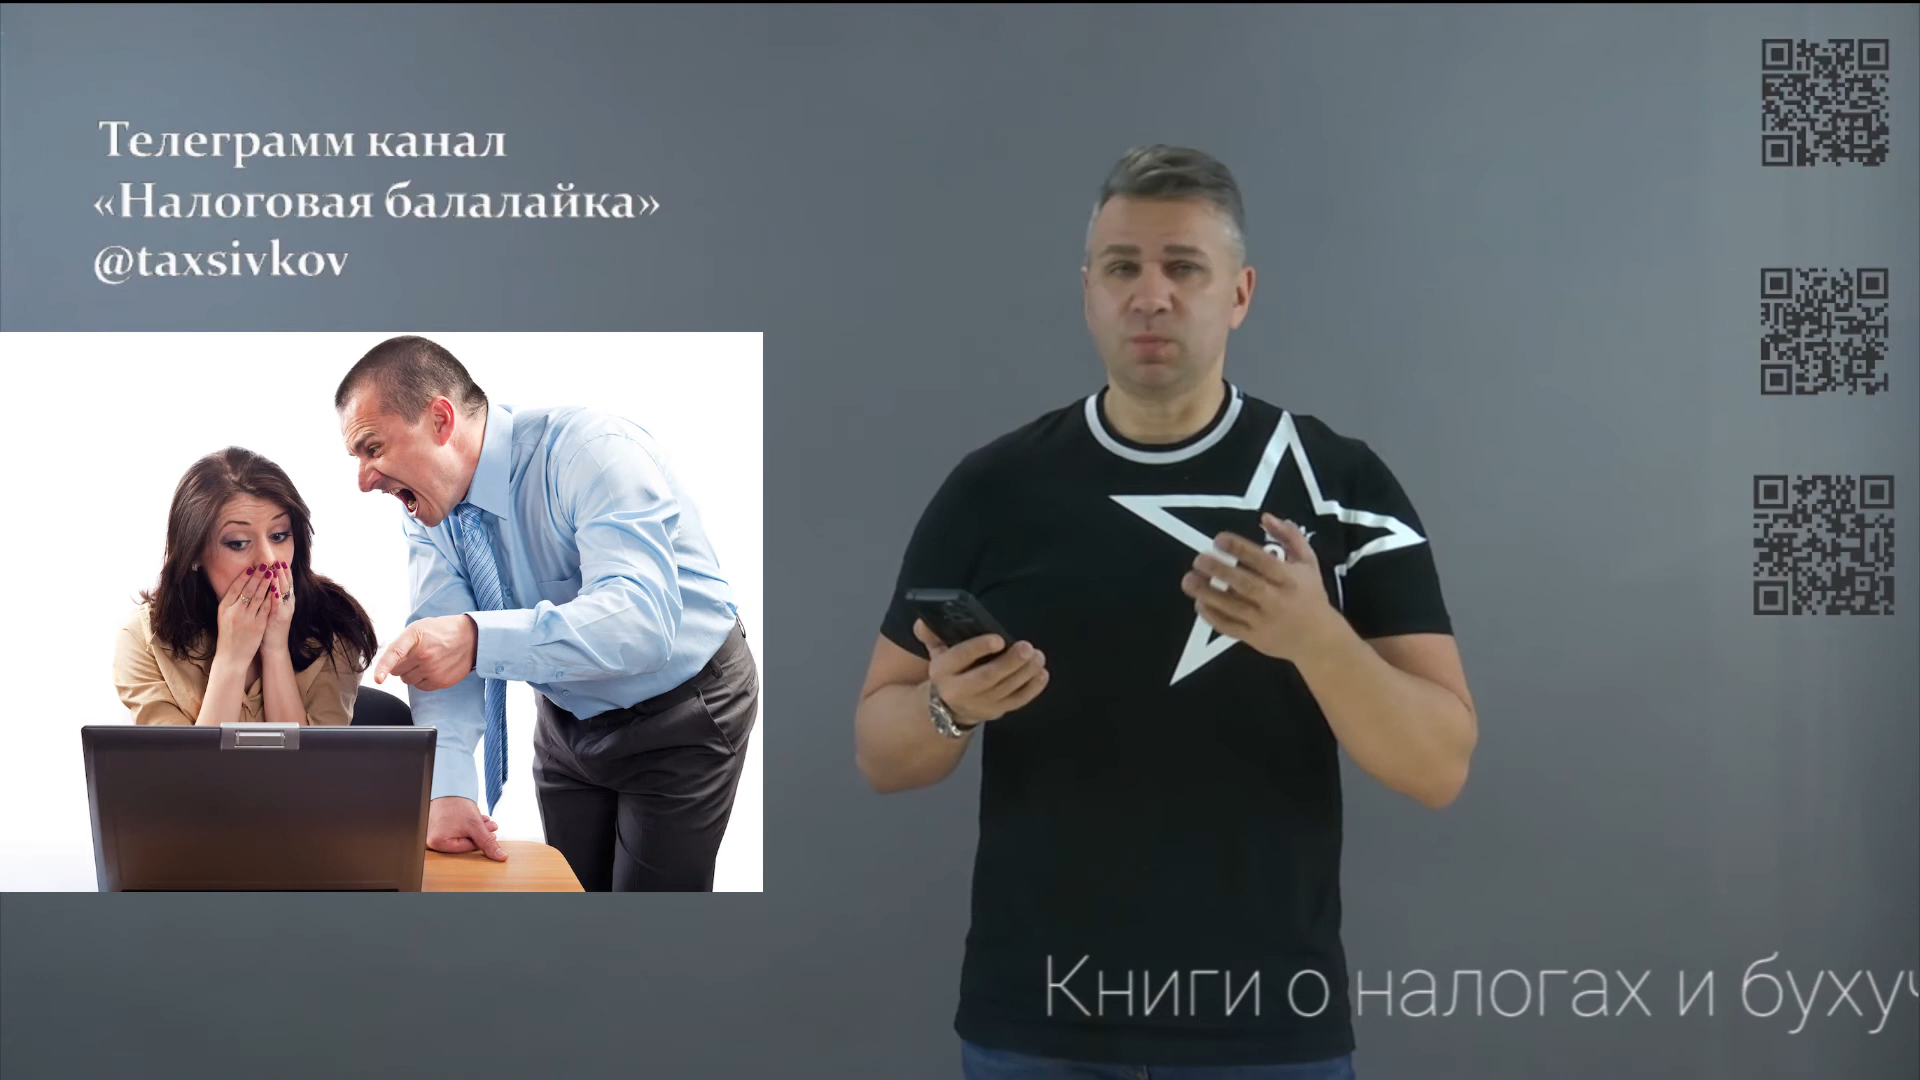 Телеграмм канал
«Налоговая балалайка»
@taxsivkov
Книги о налогах и бухуч